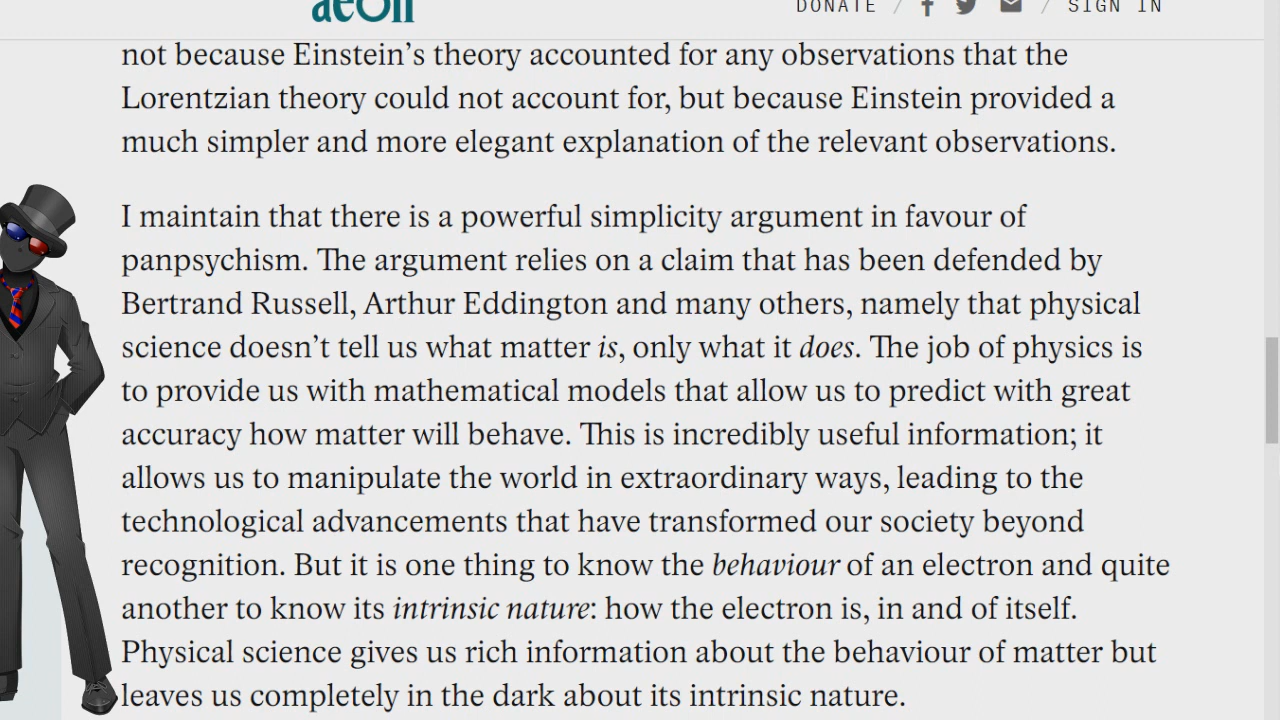 aeon
DONATE / / SIGN IN
not because Einstein’s theory accounted for any observations that the
Lorentzian theory could not account for, but because Einstein provided a
much simpler and more elegant explanation of the relevant observations.
I maintain that there is a powerful simplicity argument in favour of
panpsychism. The argument relies on a claim that has been defended by
Bertrand Russell, Arthur Eddington and many others, namely that physical
science doesn’t tell us what matter is, only what it does. The job of physics is
to provide us with mathematical models that allow us to predict with great
accuracy how matter will behave. This is incredibly useful information; it
allows us to manipulate the world in extraordinary ways, leading to the
technological advancements that have transformed our society beyond
recognition. But it is one thing to know the behaviour of an electron and quite
another to know its intrinsic nature: how the electron is, in and of itself.
Physical science gives us rich information about the behaviour of matter but
leaves us completely in the dark about its intrinsic nature.